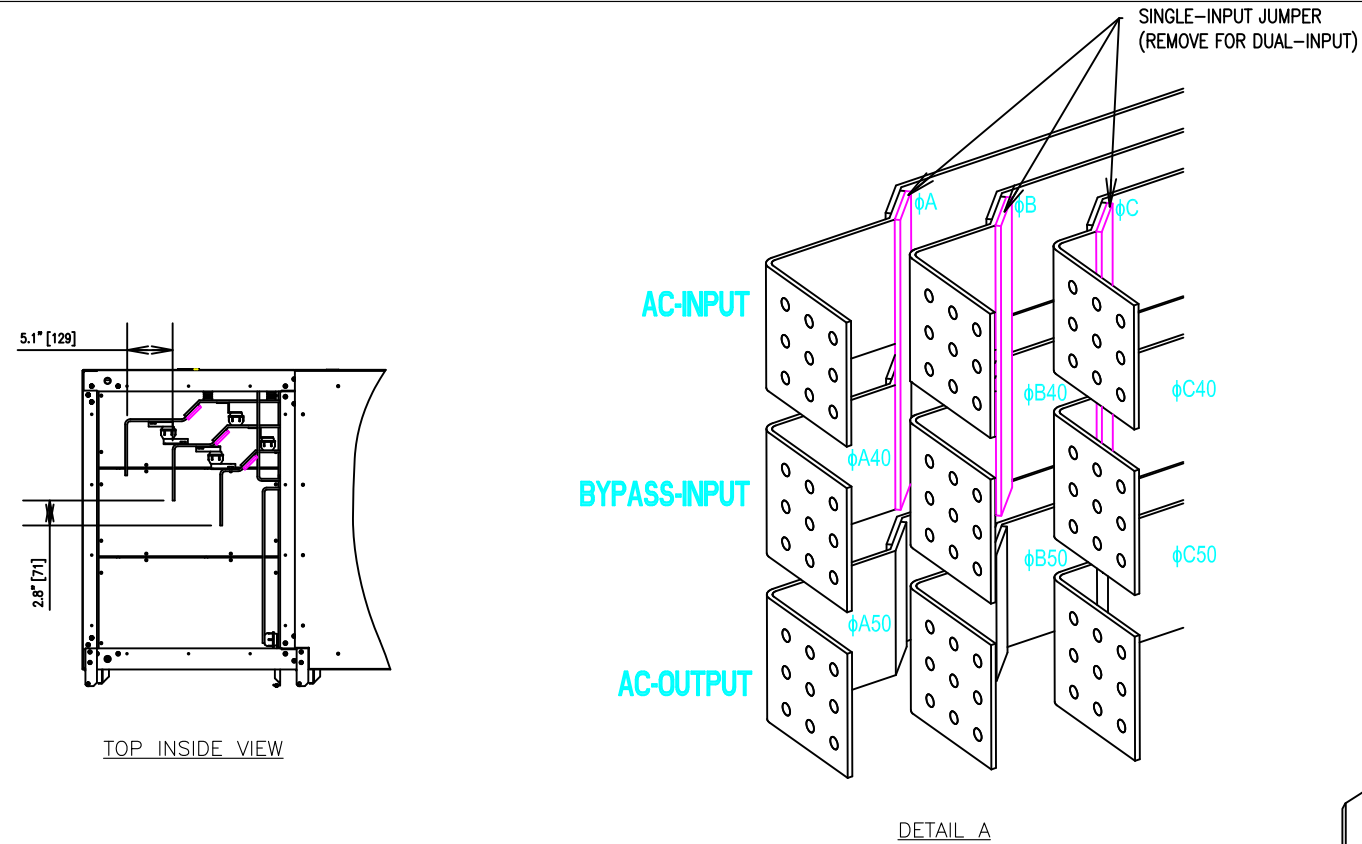 SINGLE-INPUT JUMPER
(REMOVE FOR DUAL-INPUT)
ϕA
ϕB
ϕC
AC-INPUT
5.1" [129]
ϕB40
ϕC40
ϕA40
BYPASS-INPUT
ϕB50
ϕC50
2.8" [71]
ϕA50
AC-OUTPUT
TOP INSIDE VIEW
DETAIL A